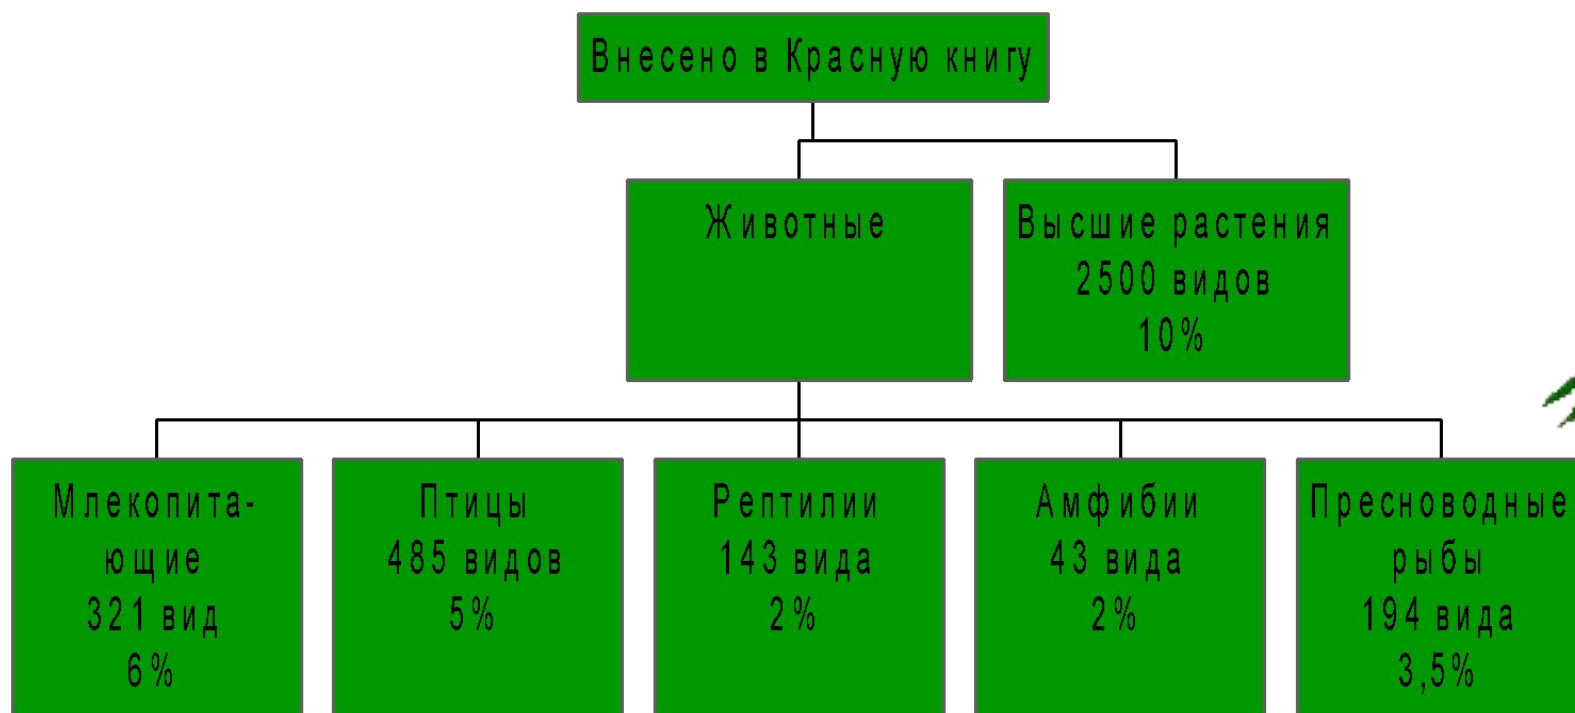 Внесено в Красную книгу
Животные
Высшие растения
2500 видов
10%
Млекопита-
ющие
321 вид
6%
Птицы
485 видов
5%
Рептилии
143 вида
2%
Амфибии
43 вида
2%
Пресноводные
рыбы
194 вида
3,5%